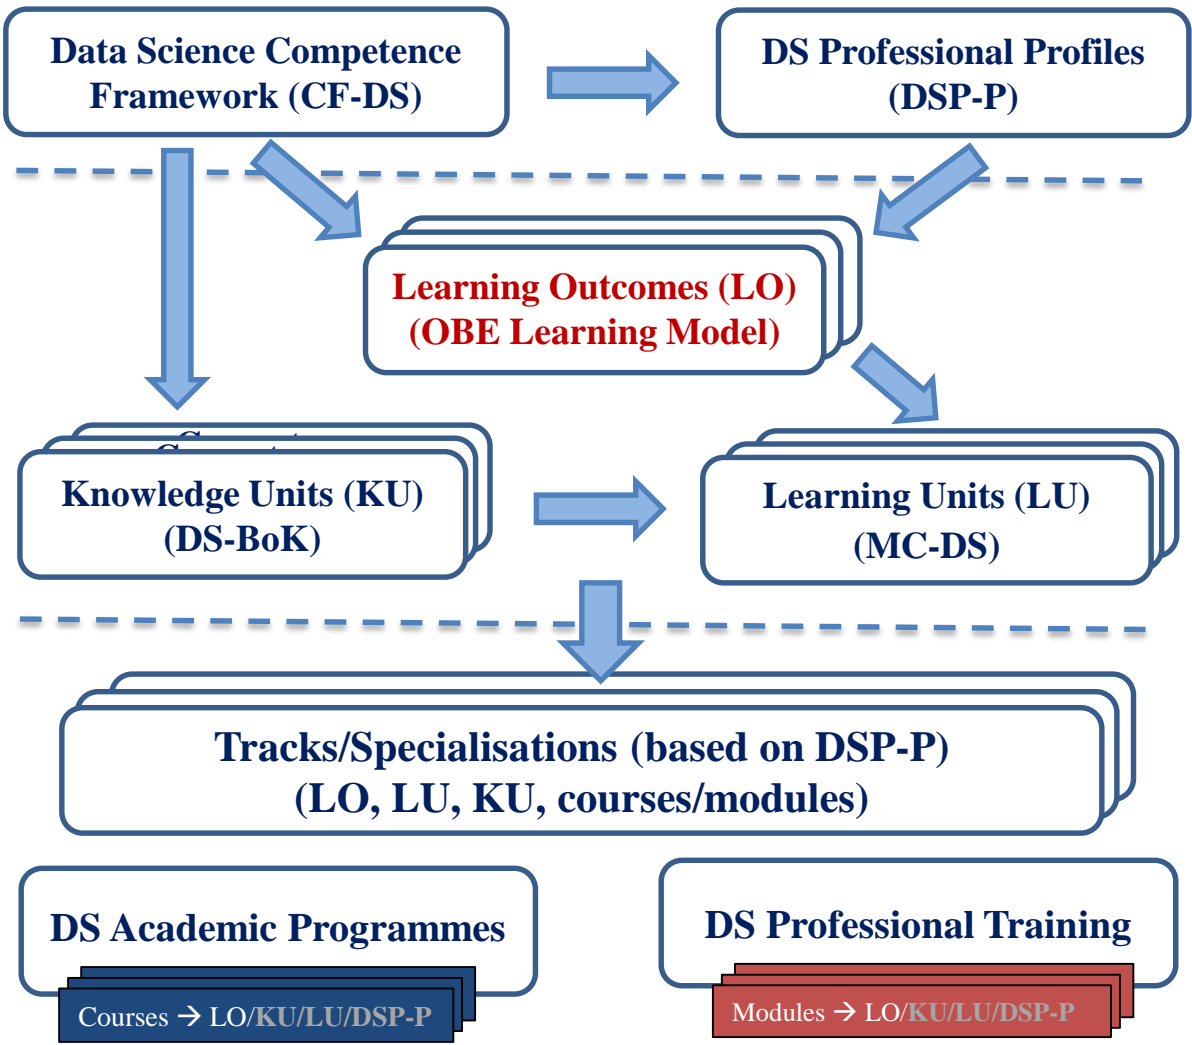 Data Science Competence
Framework (CF-DS)
DS Professional Profiles
(DSP-P)
Learning Outcomes (LO)
(OBE Learning Model)
Knowledge Units (KU)
(DS-BoK)
Learning Units (LU)
(MC-DS)
Tracks/Specialisations (based on DSP-P)
(LO, LU, KU, courses/modules)
DS Academic Programmes
Courses → LO/KU/LU/DSP-P
DS Professional Training
Modules → LO/KU/LU/DSP-P